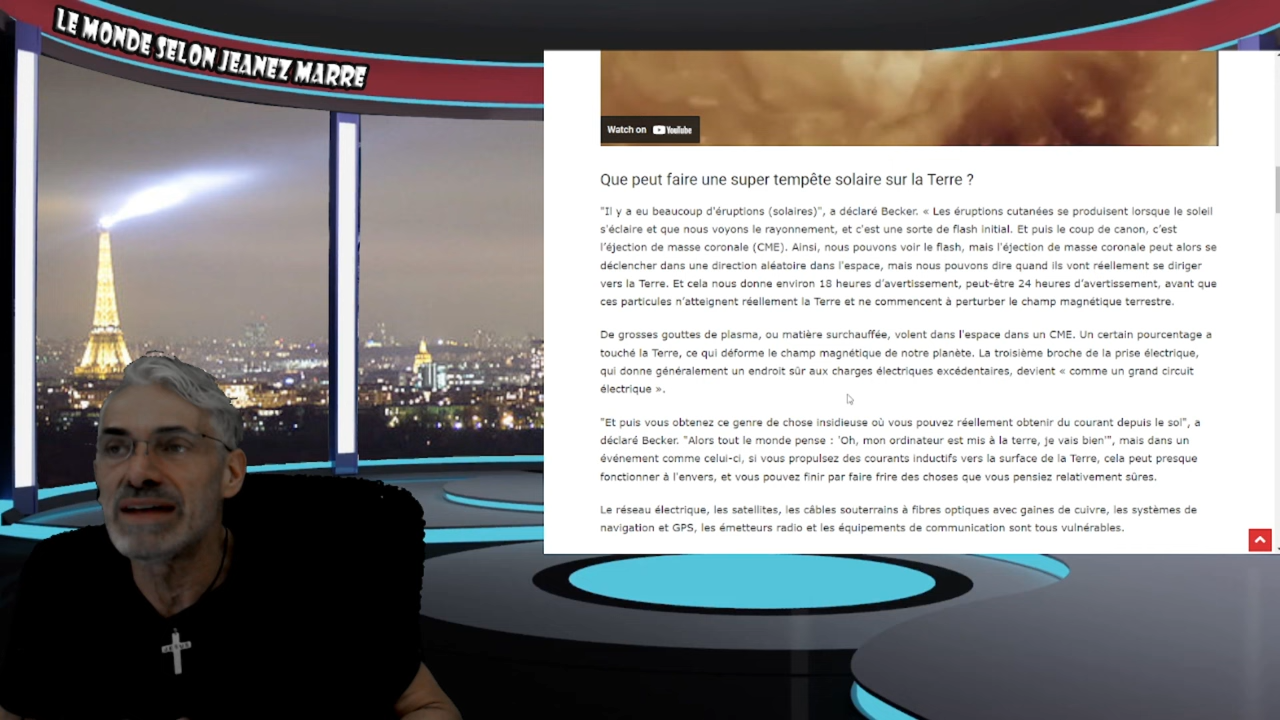 LE MONDE SELON JEANEZ MARRE
Watch on YouTube
Que peut faire une super tempête solaire sur la Terre ?
"Il y a eu beaucoup d'éruptions (solaires)", a déclaré Becker. « Les éruptions cutanées se produisent lorsque le soleil
s'éclaire et que nous voyons le rayonnement, et c'est une sorte de flash initial. Et puis le coup de canon, c'est
l'éjection de masse coronale (CME). Ainsi, nous pouvons voir le flash, mais l'éjection de masse coronale peut alors se
déclencher dans une direction aléatoire dans l'espace, mais nous pouvons dire quand ils vont réellement se diriger
vers la Terre. Et cela nous donne environ 18 heures d'avertissement, peut-être 24 heures d'avertissement, avant que
ces particules n'atteignent réellement la Terre et ne commencent à perturber le champ magnétique terrestre.
De grosses gouttes de plasma, ou matière surchauffée, volent dans l'espace dans un CME. Un certain pourcentage a
touché la Terre, ce qui déforme le champ magnétique de notre planète. La troisième broche de la prise électrique,
qui donne généralement un endroit sûr aux charges électriques excédentaires, devient « comme un grand circuit
électrique ».
"Et puis vous obtenez ce genre de chose insidieuse où vous pouvez réellement obtenir du courant depuis le sol", a
déclaré Becker. "Alors tout le monde pense : 'Oh, mon ordinateur est mis à la terre, je vais bien'", mais dans un
événement comme celui-ci, si vous propulsez des courants inductifs vers la surface de la Terre, cela peut presque
fonctionner à l'envers, et vous pouvez finir par faire frire des choses que vous pensiez relativement sûres.
Le réseau électrique, les satellites, les câbles souterrains à fibres optiques avec gaines de cuivre, les systèmes de
navigation et GPS, les émetteurs radio et les équipements de communication sont tous vulnérables.
JESUS